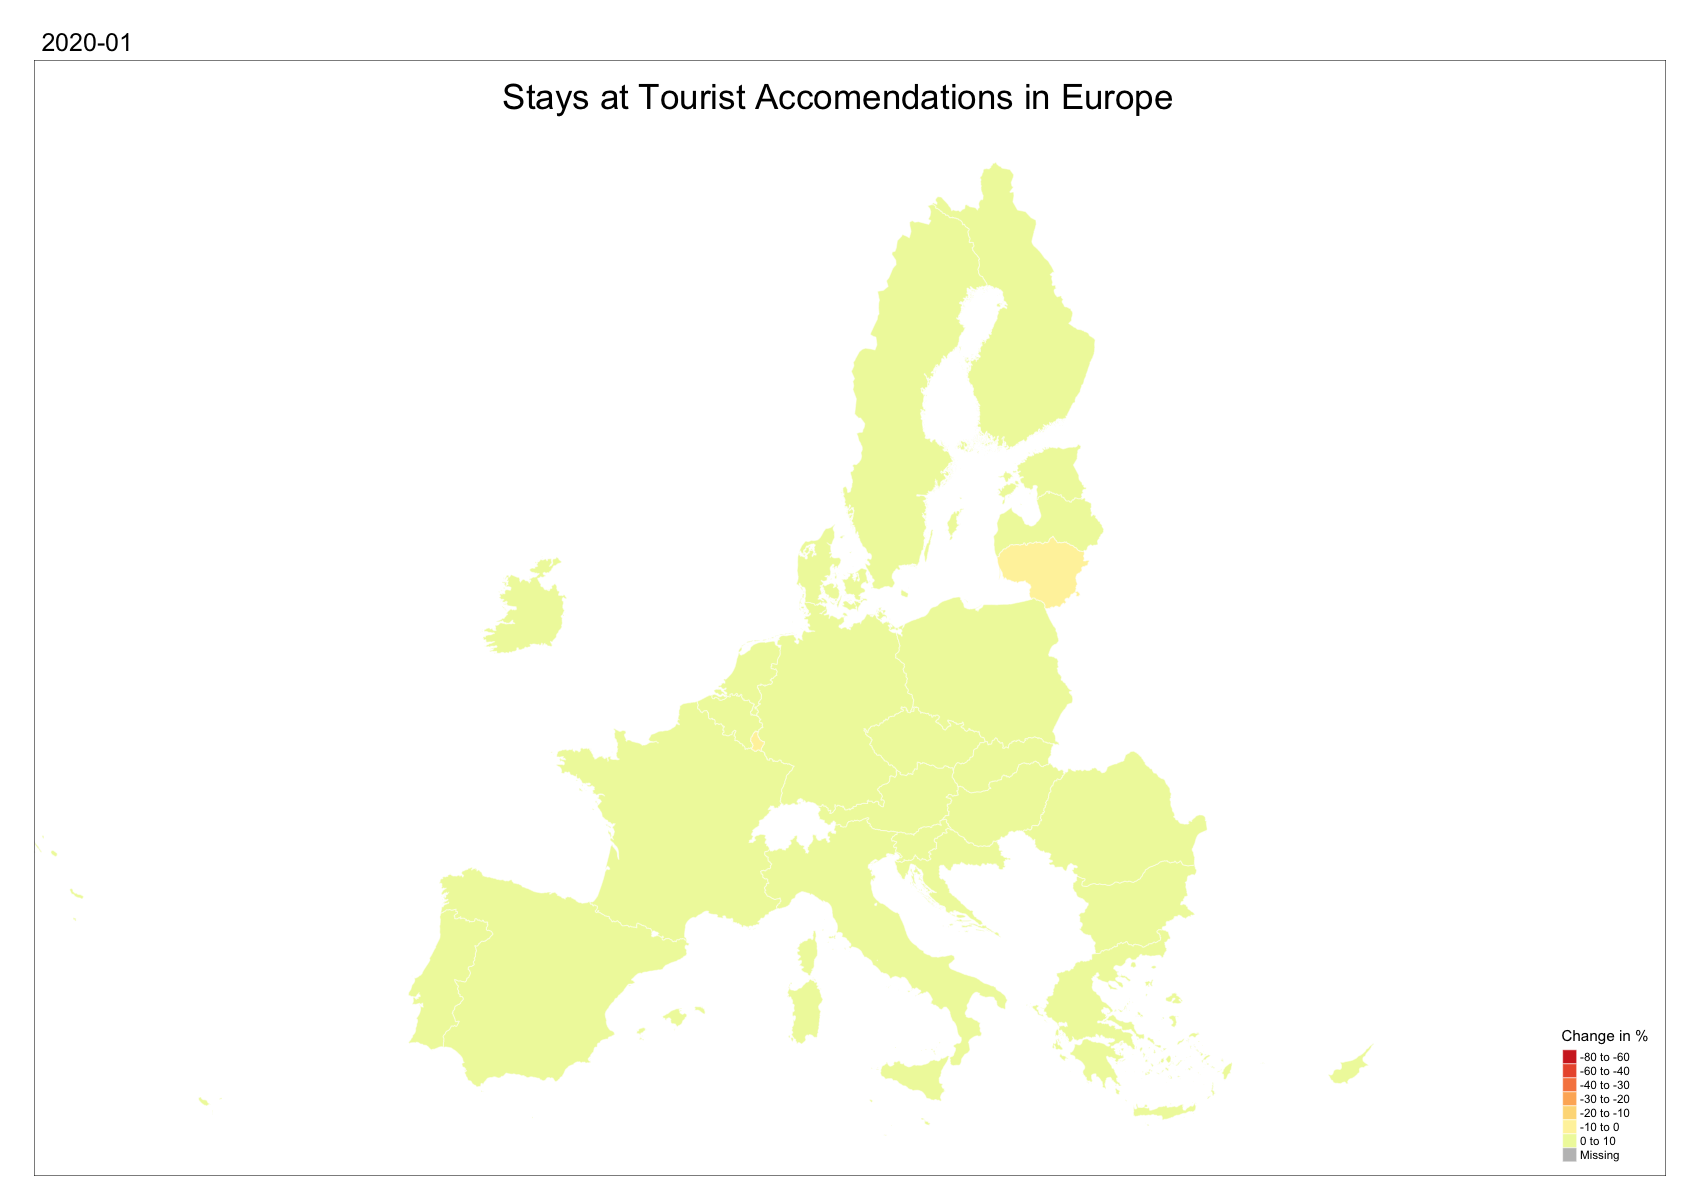 2020-01
Stays at Tourist Accomendations in Europe
Change in %
-80 to -60
-60 to -40
-40 to -30
-30 to -20
-20 to -10
-10 to 0
0 to 10
Missing